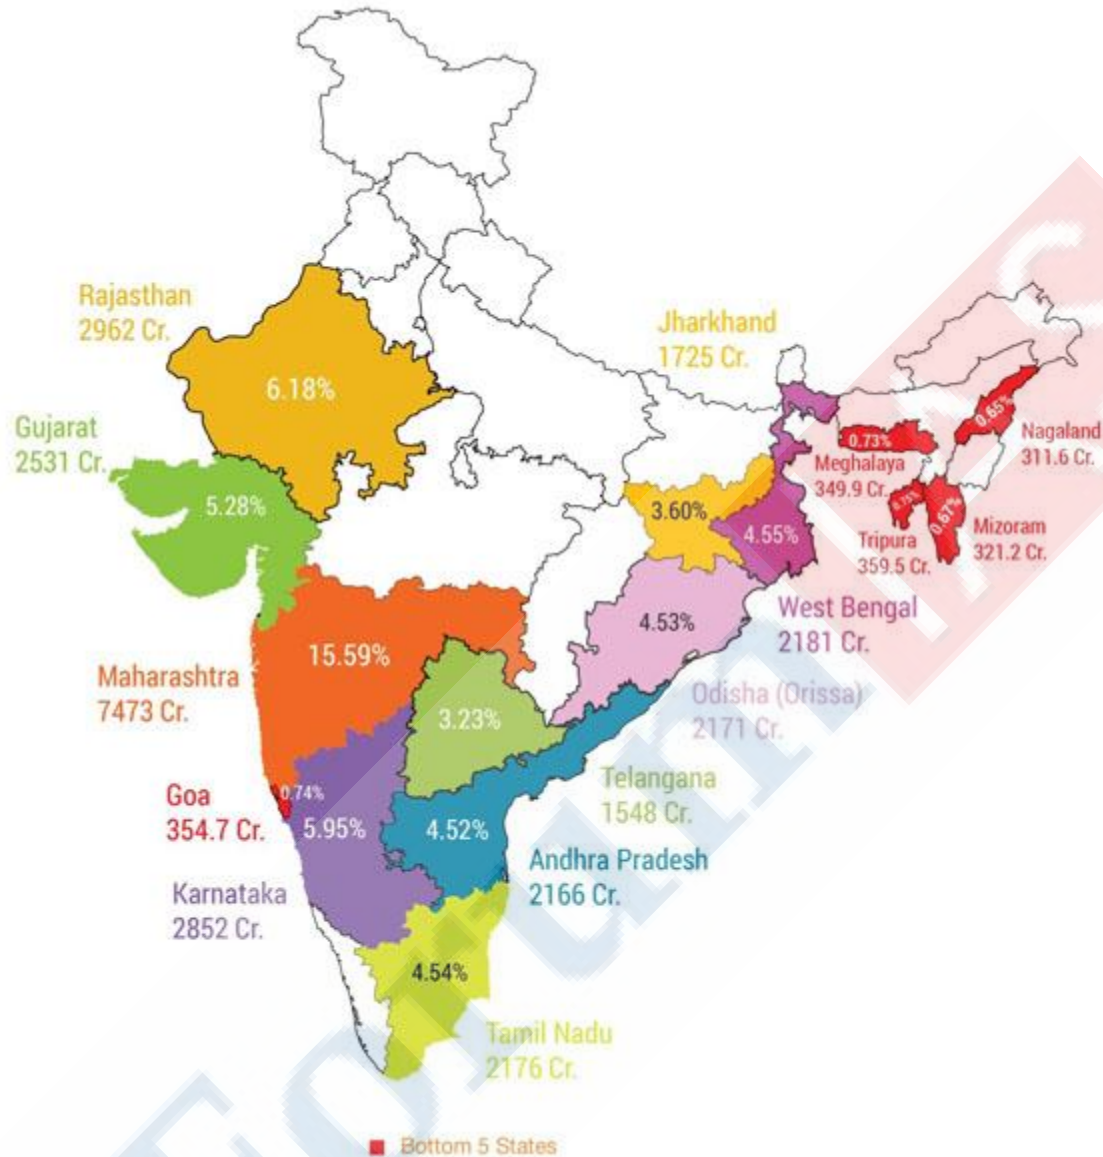 Rajasthan
2962 Cr.
6.18%
Jharkhand
1725 Cr.
Gujarat
2531 Cr.
5.28%
0.65%
Nagaland
311.6 Cr.
0.73%
Meghalaya
349.9 Cr.
3.60%
4.55%
0.75%
Tripura
359.5 Cr.
0.67%
Mizoram
321.2 Cr.
West Bengal
2181 Cr.
4.53%
Odisha (Orissa)
2171 Cr.
Maharashtra
7473 Cr.
15.59%
3.23%
Telangana
1548 Cr.
Goa
354.7 Cr.
0.74%
5.95%
4.52%
Andhra Pradesh
2166 Cr.
Karnataka
2852 Cr.
4.54%
Tamil Nadu
2176 Cr.
Bottom 5 States
Forum